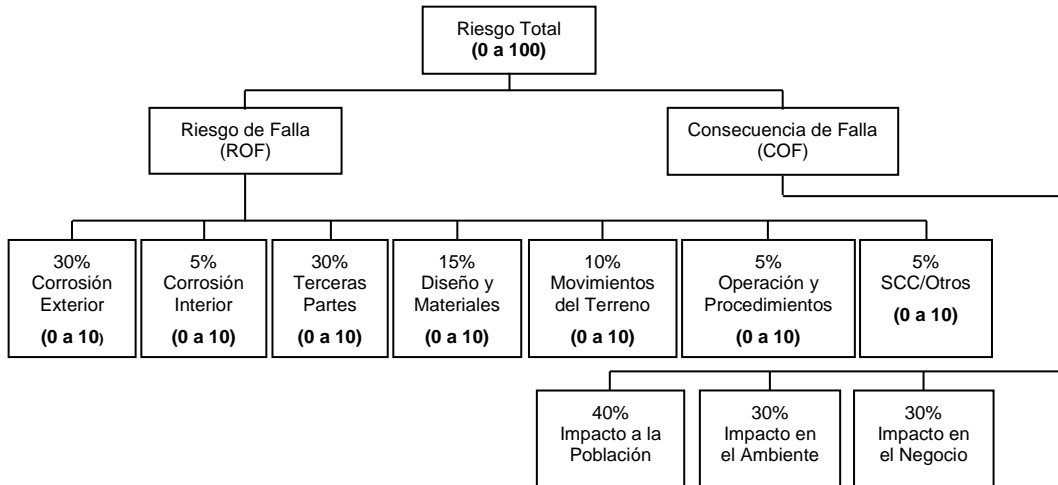 Riesgo Total
(0 a 100)
Riesgo de Falla
(ROF)
Consecuencia de Falla
(COF)
30%
Corrosión
Exterior
(0 a 10)
5%
Corrosión
Interior
(0 a 10)
30%
Terceras
Partes
(0 a 10)
15%
Diseño y
Materiales
(0 a 10)
10%
Movimientos
del Terreno
(0 a 10)
5%
Operación y
Procedimientos
(0 a 10)
5%
SCC/Otros
(0 a 10)
40%
Impacto a la
Población
30%
Impacto en
el Ambiente
30%
Impacto en
el Negocio